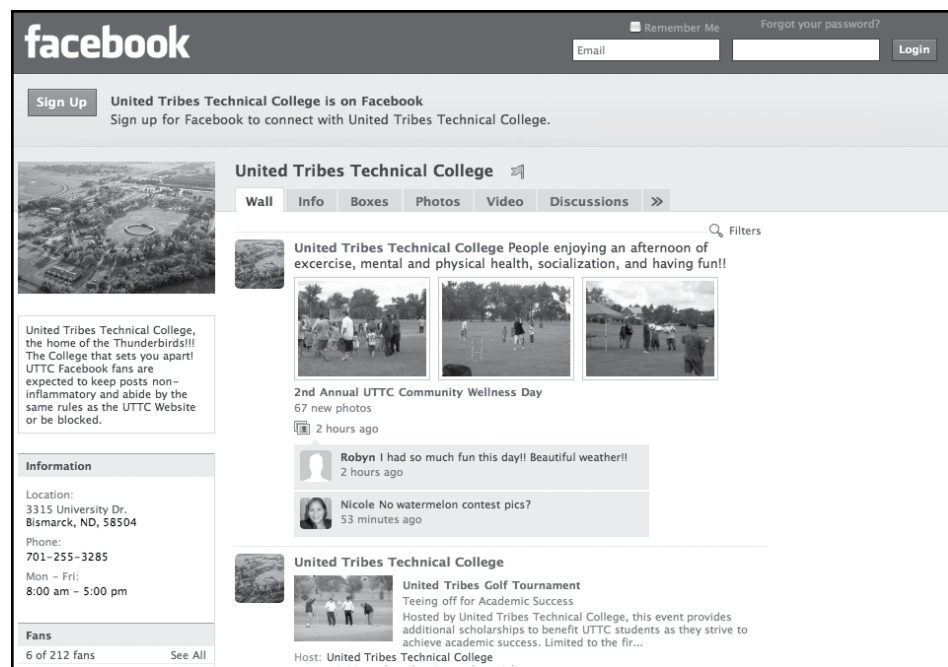 facebook
Remember Me
Forgot your password?
Email
Login
Sign Up
United Tribes Technical College is on Facebook
Sign up for Facebook to connect with United Tribes Technical College.
United Tribes Technical College
Wall
Info
Boxes
Photos
Video
Discussions
»
Filters
United Tribes Technical College People enjoying an afternoon of
excercise, mental and physical health, socialization, and having fun!!
2nd Annual UTTC Community Wellness Day
67 new photos
2 hours ago
Robyn I had so much fun this day!! Beautiful weather!!
2 hours ago
Nicole No watermelon contest pics?
53 minutes ago
United Tribes Technical College,
the home of the Thunderbirds!!!
The College that sets you apart!
UTTC Facebook fans are
expected to keep posts non-
inflammatory and abide by the
same rules as the UTTC Website
or be blocked.
Information
Location:
3315 University Dr.
Bismarck, ND, 58504
Phone:
701-255-3285
Mon - Fri:
8:00 am - 5:00 pm
Fans
6 of 212 fans
See All
United Tribes Technical College
United Tribes Golf Tournament
Teeing off for Academic Success
Hosted by United Tribes Technical College, this event provides
additional scholarships to benefit UTTC students as they strive to
achieve academic success. Limited to the fir...
Host: United Tribes Technical College